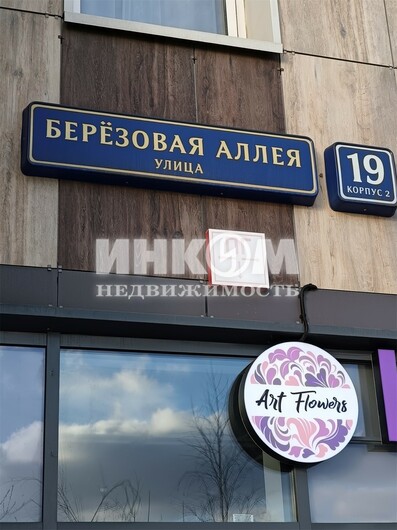 БЕРЁЗОВАЯ АЛЛЕЯ
УЛИЦА
19
КОРПУС 2
ИНКОМ
НЕДВИЖИМОСТЬ
Art Flowers